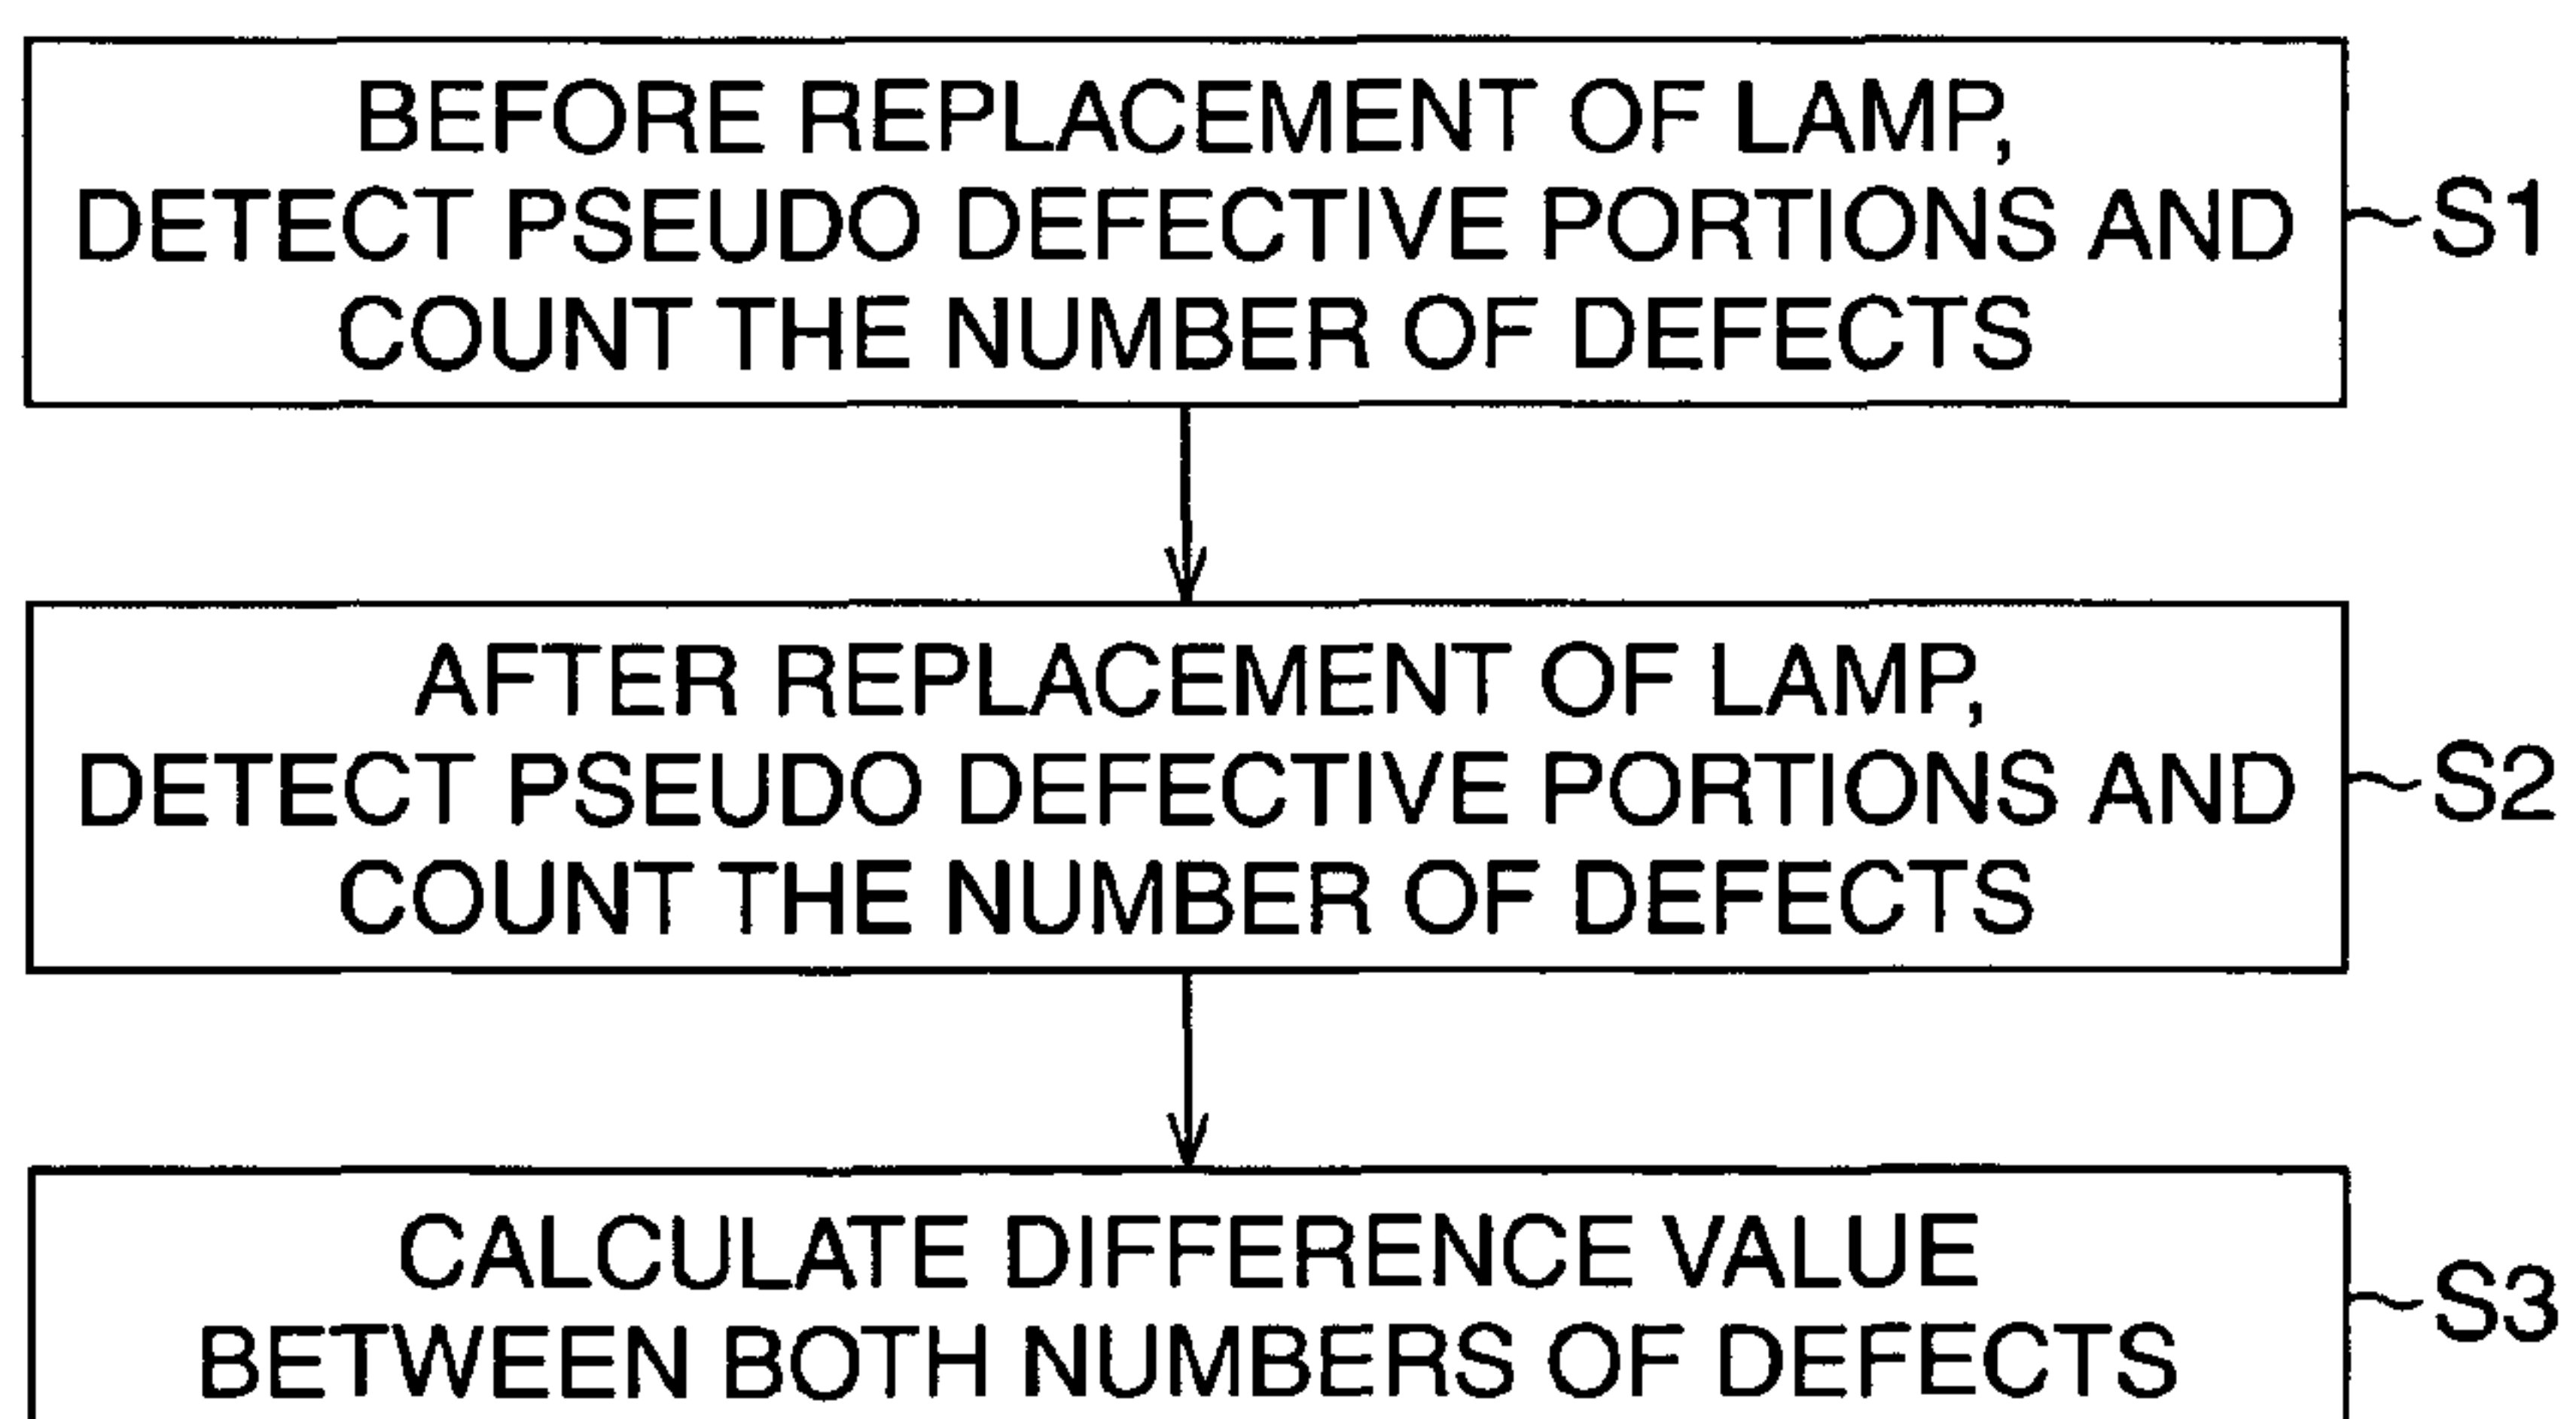 BEFORE REPLACEMENT OF LAMP,
DETECT PSEUDO DEFECTIVE PORTIONS AND
COUNT THE NUMBER OF DEFECTS
S1
AFTER REPLACEMENT OF LAMP,
DETECT PSEUDO DEFECTIVE PORTIONS AND
COUNT THE NUMBER OF DEFECTS
S2
CALCULATE DIFFERENCE VALUE
BETWEEN BOTH NUMBERS OF DEFECTS
S3